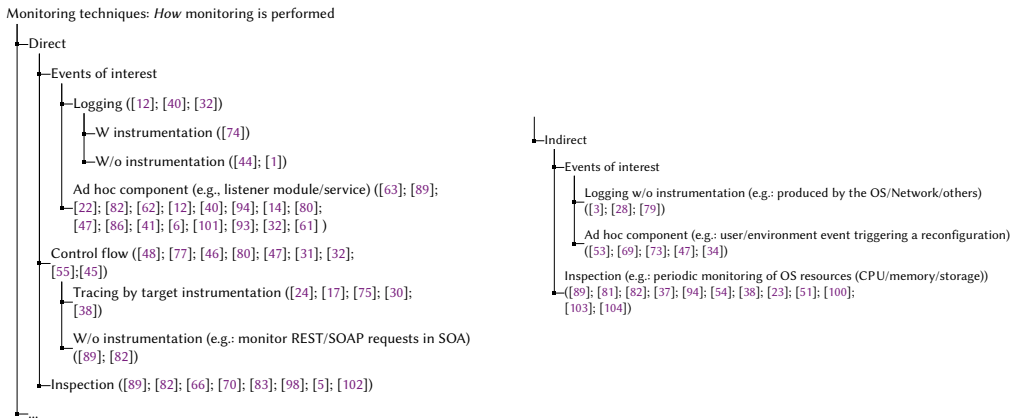 Monitoring techniques: How monitoring is performed
Direct
Events of interest
Logging ([12]; [40]; [32])
W instrumentation ([74])
W/o instrumentation ([44]; [1])
Ad hoc component (e.g., listener module/service) ([63]; [89];
[22]; [82]; [62]; [12]; [40]; [94]; [14]; [80];
[47]; [86]; [41]; [6]; [101]; [93]; [32]; [61] )
Control flow ([48]; [77]; [46]; [80]; [47]; [31]; [32];
[55];[45])
Tracing by target instrumentation ([24]; [17]; [75]; [30];
[38])
W/o instrumentation (e.g.: monitor REST/SOAP requests in SOA)
([89]; [82])
Inspection ([89]; [82]; [66]; [70]; [83]; [98]; [5]; [102])
...
Indirect
Events of interest
Logging w/o instrumentation (e.g.: produced by the OS/Network/others)
([3]; [28]; [79])
Ad hoc component (e.g.: user/environment event triggering a reconfiguration)
([53]; [69]; [73]; [47]; [34])
Inspection (e.g.: periodic monitoring of OS resources (CPU/memory/storage))
([89]; [81]; [82]; [37]; [94]; [54]; [38]; [23]; [51]; [100];
[103]; [104])